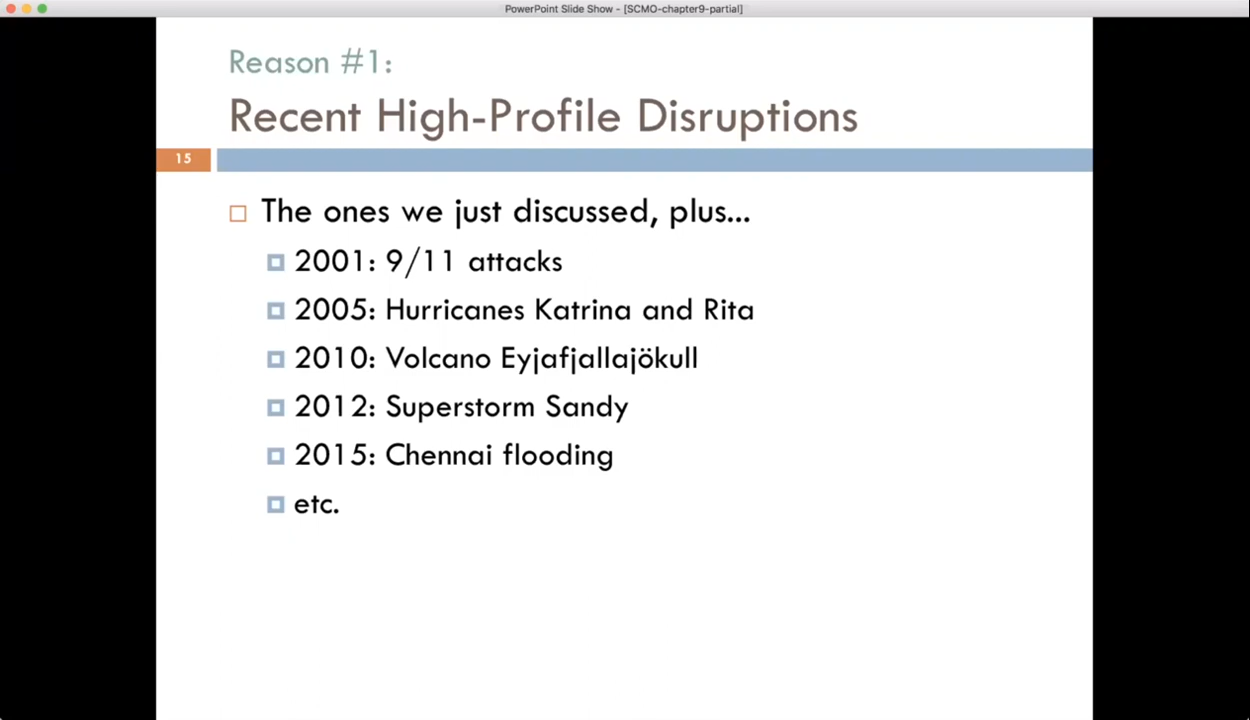 PowerPoint Slide Show - [SCMO-chapter9-partial]
Reason #1:
Recent High-Profile Disruptions
15
The ones we just discussed, plus...
2001: 9/11 attacks
2005: Hurricanes Katrina and Rita
2010: Volcano Eyjafjallajökull
2012: Superstorm Sandy
2015: Chennai flooding
etc.